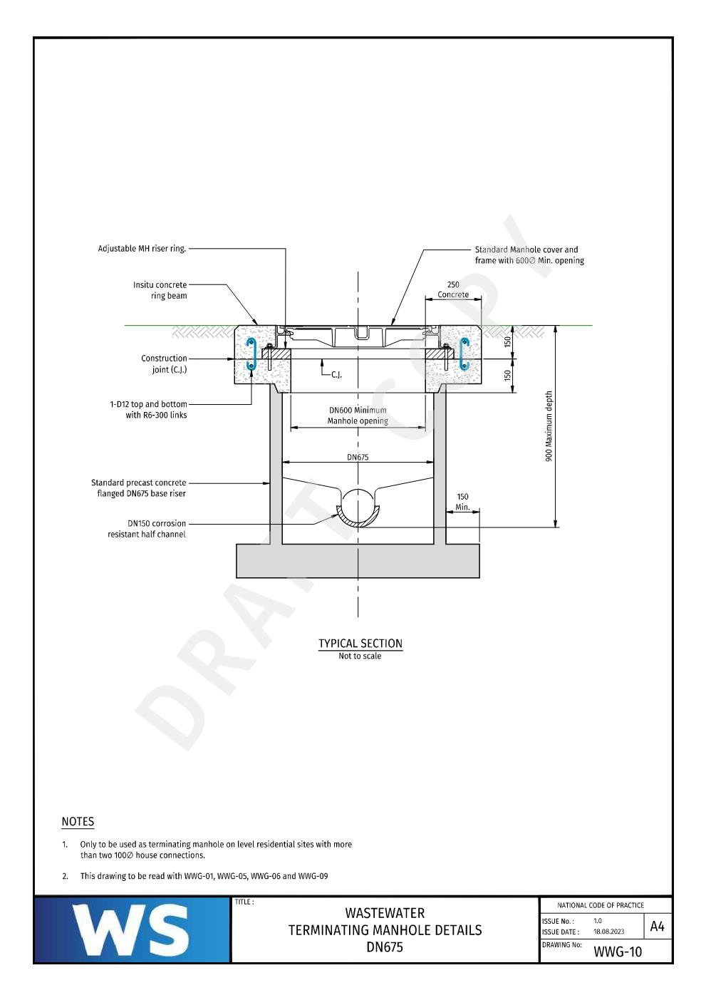 Adjustable MH riser ring.
Standard Manhole cover and
frame with 600∅ Min. opening
Insitu concrete
ring beam
250
Concrete
150
Construction
joint (C.J.)
C.J.
150
1-D12 top and bottom
with R6-300 links
DN600 Minimum
Manhole opening
900 Maximum depth
DN675
Standard precast concrete
flanged DN675 base riser
150
Min.
DN150 corrosion
resistant half channel
DRAFT COPY
TYPICAL SECTION
Not to scale
NOTES
1. Only to be used as terminating manhole on level residential sites with more
than two 100∅ house connections.
2. This drawing to be read with WWG-01, WWG-05, WWG-06 and WWG-09
WS
TITLE :
WASTEWATER
TERMINATING MANHOLE DETAILS
DN675
NATIONAL CODE OF PRACTICE
ISSUE No. : 1.0
ISSUE DATE : 18.08.2023
A4
DRAWING No: WWG-10